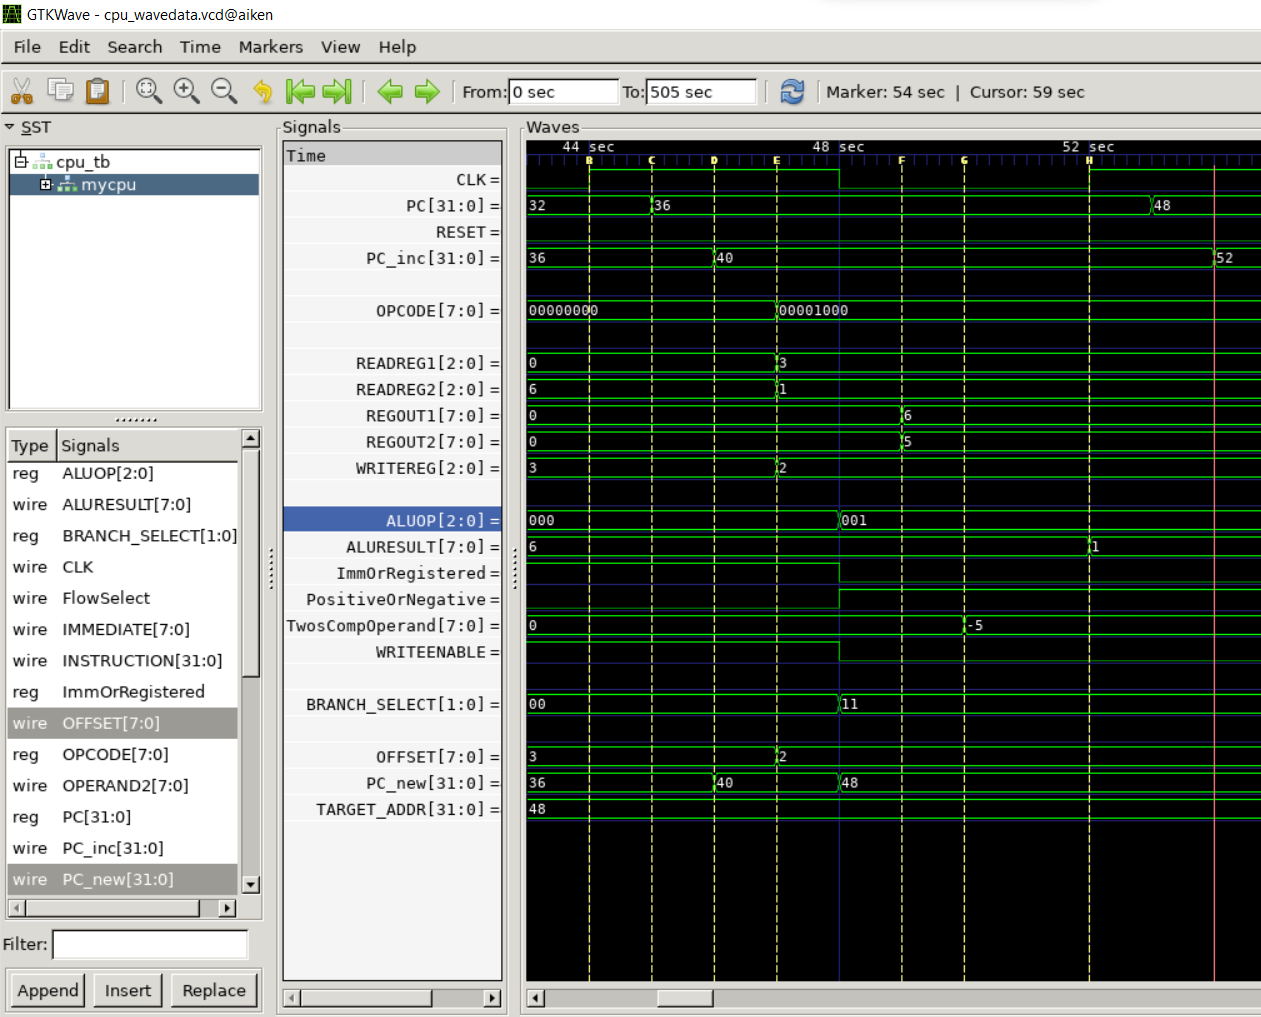 GTKWave - cpu_wavedata.vcd@aiken
File Edit Search Time Markers View Help
From: 0 sec To: 505 sec Marker: 54 sec | Cursor: 59 sec
SST
cpu_tb
mycpu
Type Signals
reg ALUOP[2:0]
wire ALURESULT[7:0]
reg BRANCH_SELECT[1:0]
wire CLK
wire FlowSelect
wire IMMEDIATE[7:0]
wire INSTRUCTION[31:0]
reg ImmOrRegistered
wire OFFSET[7:0]
reg OPCODE[7:0]
wire OPERAND2[7:0]
reg PC[31:0]
wire PC_inc[31:0]
wire PC_new[31:0]
Filter:
Append Insert Replace
Signals
Time
CLK =
PC[31:0] =
RESET =
PC_inc[31:0] =
OPCODE[7:0] =
READREG1[2:0] =
READREG2[2:0] =
REGOUT1[7:0] =
REGOUT2[7:0] =
WRITEREG[2:0] =
ALUOP[2:0] =
ALURESULT[7:0] =
ImmOrRegistered =
PositiveOrNegative =
TwosCompOperand[7:0] =
WRITEENABLE =
BRANCH_SELECT[1:0] =
OFFSET[7:0] =
PC_new[31:0] =
TARGET_ADDR[31:0] =
Waves
44 sec 48 sec 52 sec
B C D E F G H
32 36 48
36 40 52
00000000 00001000
0 3
6 1
0 6
0 5
3 2
000 001
6 1
0 -5
00 11
3 2
36 40 48
48